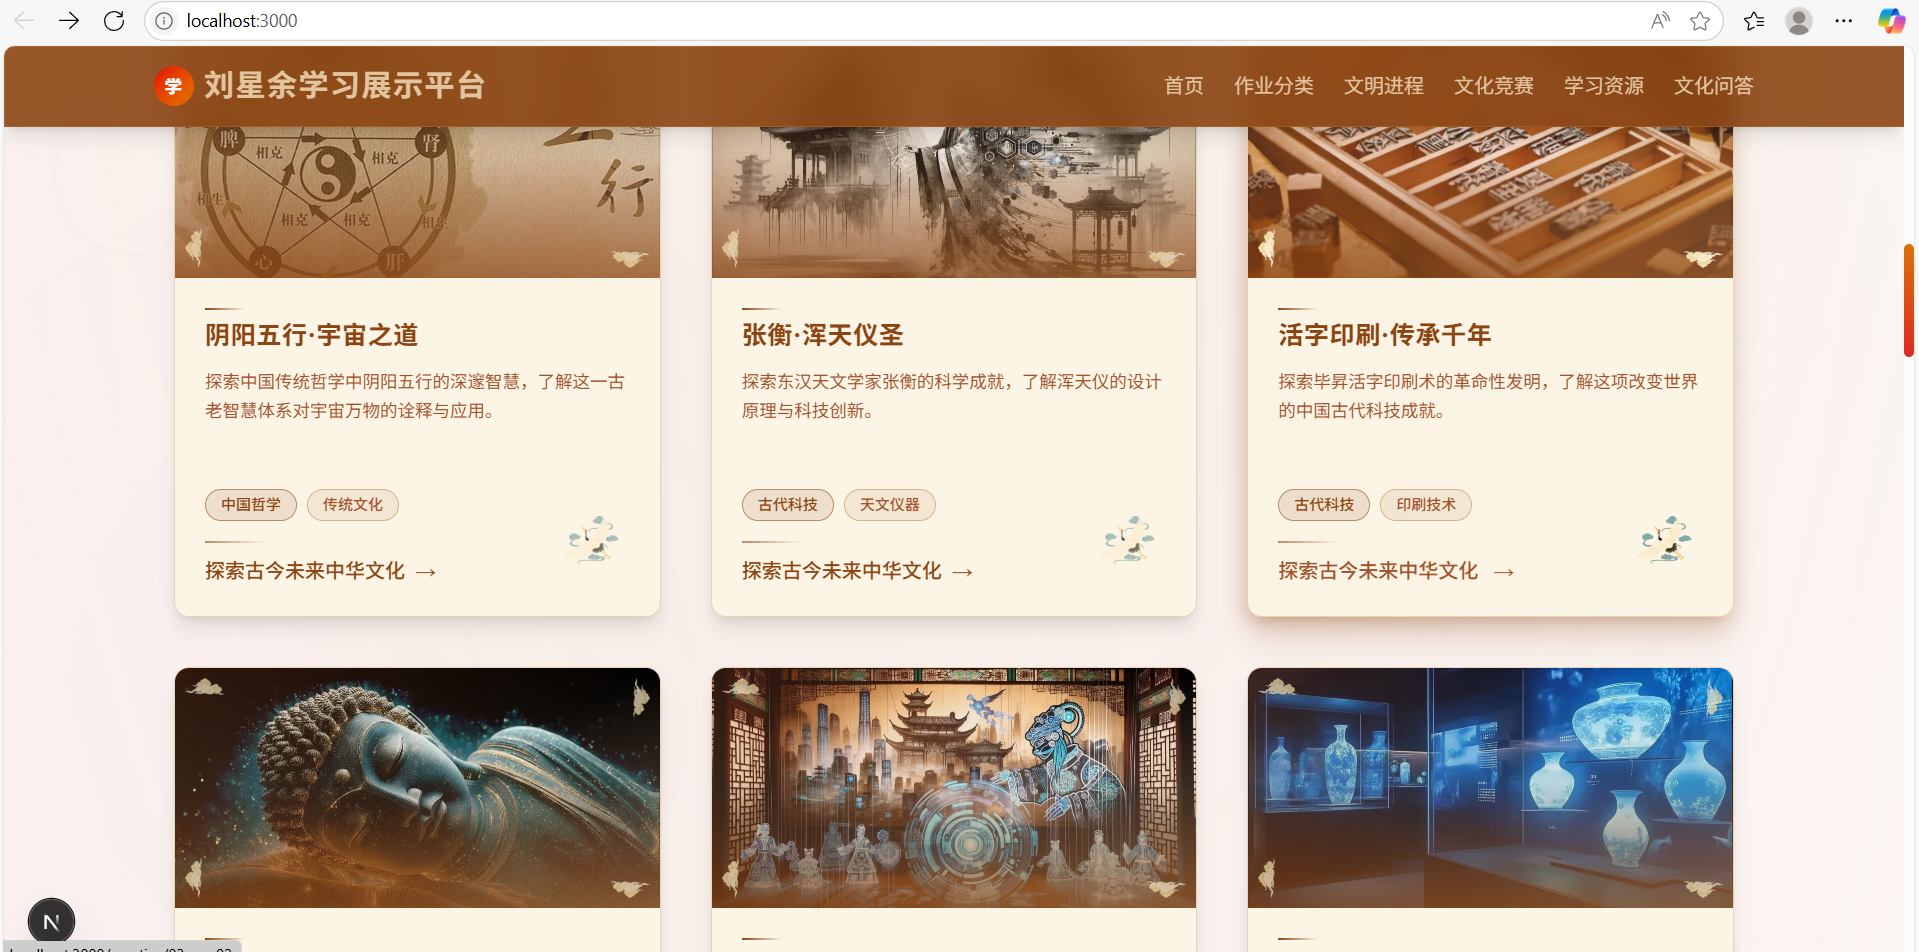 localhost:3000
学 刘星余学习展示平台
首页 作业分类 文明进程 文化竞赛 学习资源 文化问答
脾
肾
相克
相克
行
相生
相克
相克
相生
心
肝
阴阳五行·宇宙之道
探索中国传统哲学中阴阳五行的深邃智慧，了解这一古
老智慧体系对宇宙万物的诠释与应用。
中国哲学 传统文化
探索古今未来中华文化 →
张衡·浑天仪圣
探索东汉天文学家张衡的科学成就，了解浑天仪的设计
原理与科技创新。
古代科技 天文仪器
探索古今未来中华文化 →
活字印刷·传承千年
探索毕昇活字印刷术的革命性发明，了解这项改变世界
的中国古代科技成就。
古代科技 印刷技术
探索古今未来中华文化 →
N